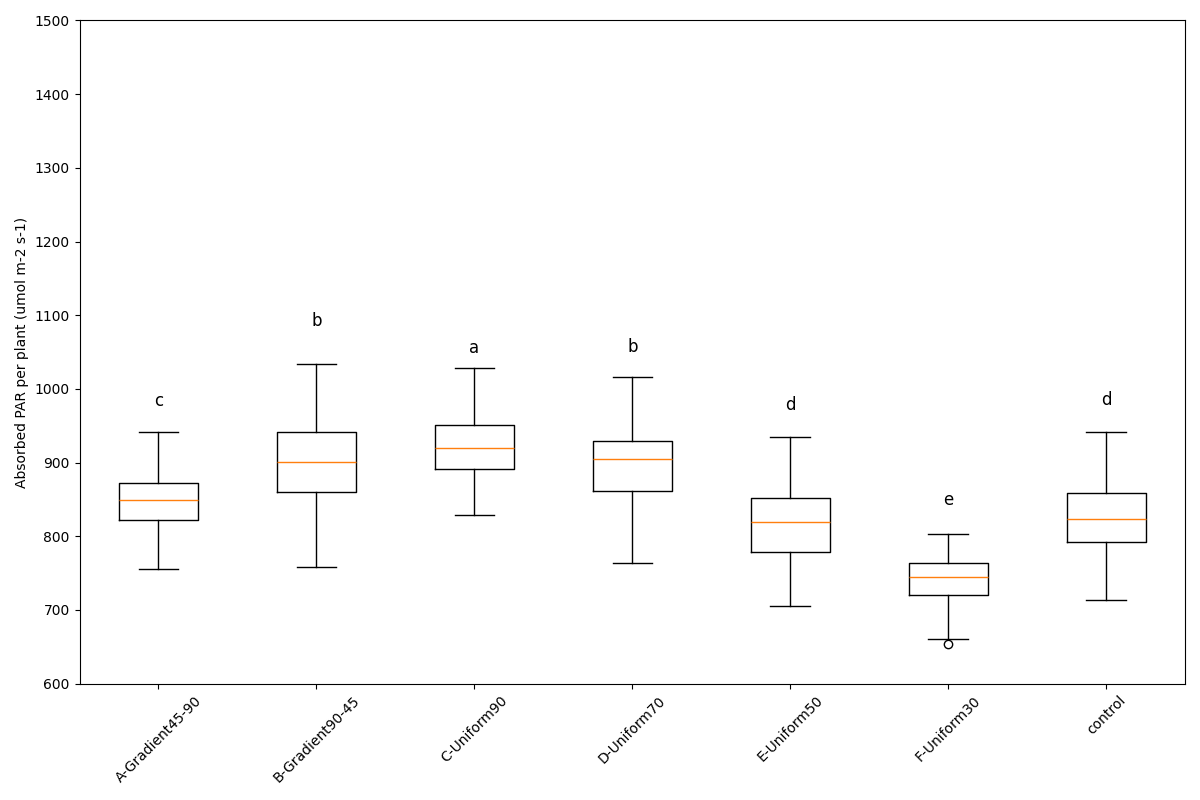 1500
1400
1300
1200
1100
1000
900
800
700
600
Absorbed PAR per plant (umol m-2 s-1)
c
b
a
b
d
e
d
A-Gradient45-90
B-Gradient90-45
C-Uniform90
D-Uniform70
E-Uniform50
F-Uniform30
control